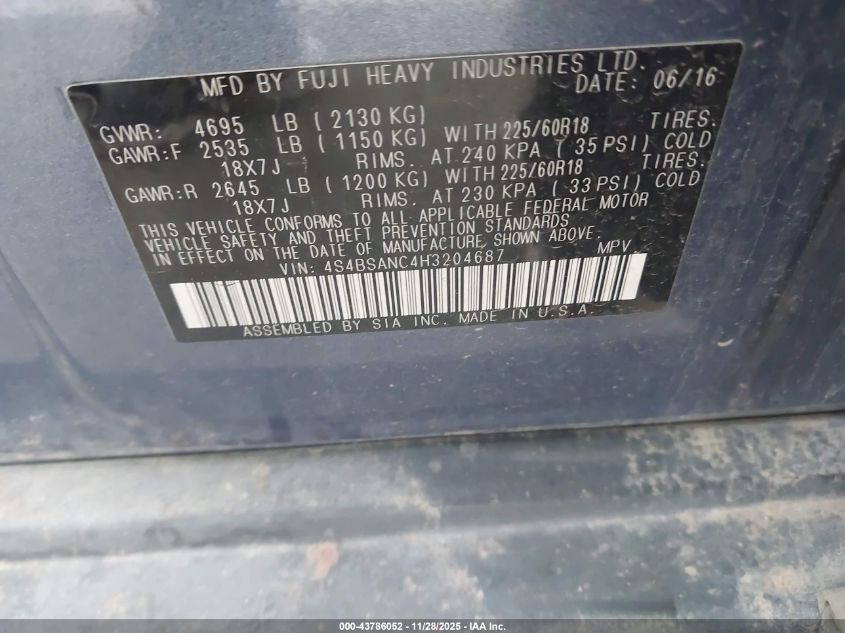 MFD BY FUJI HEAVY INDUSTRIES LTD.
DATE: 06/16
GVWR: 4695 LB ( 2130 KG)
GAWR:F 2535 LB ( 1150 KG) WITH 225/60R18 TIRES.
18X7J RIMS. AT 240 KPA ( 35 PSI) COLD
GAWR:R 2645 LB ( 1200 KG) WITH 225/60R18 TIRES.
18X7J RIMS. AT 230 KPA ( 33 PSI) COLD
THIS VEHICLE CONFORMS TO ALL APPLICABLE FEDERAL MOTOR
VEHICLE SAFETY AND THEFT PREVENTION STANDARDS
IN EFFECT ON THE DATE OF MANUFACTURE SHOWN ABOVE.
VIN: 4S4BSANC4H3204687 MPV
ASSEMBLED BY SIA INC. MADE IN U.S.A.
000-43786052 - 11/28/2025 - IAA Inc.